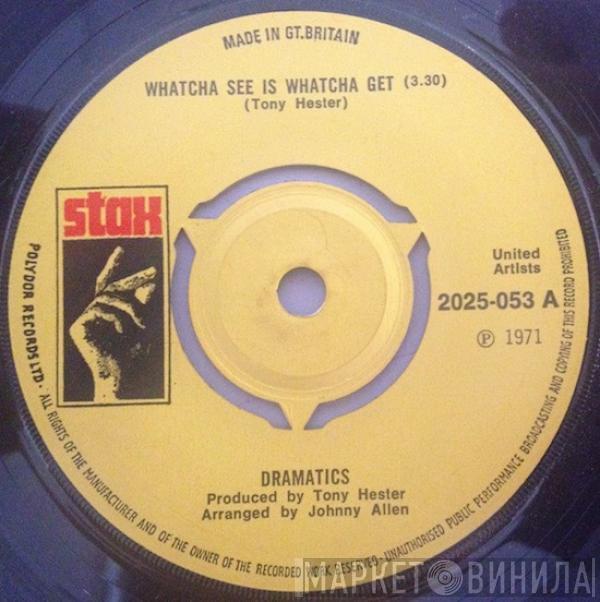 MADE IN GT. BRITAIN
WHATCHA SEE IS WHATCHA GET (3.30)
(Tony Hester)
stax
United
Artists
2025-053 A
℗ 1971
DRAMATICS
Produced by Tony Hester
Arranged by Johnny Allen
POLYDOR RECORDS LTD. · ALL RIGHTS OF THE MANUFACTURER AND OF THE OWNER OF THE RECORDED WORK RESERVED-UNAUTHORISED PUBLIC PERFORMANCE BROADCASTING AND COPYING OF THIS RECORD PROHIBITED
МАРКЕТ ВИНИЛА